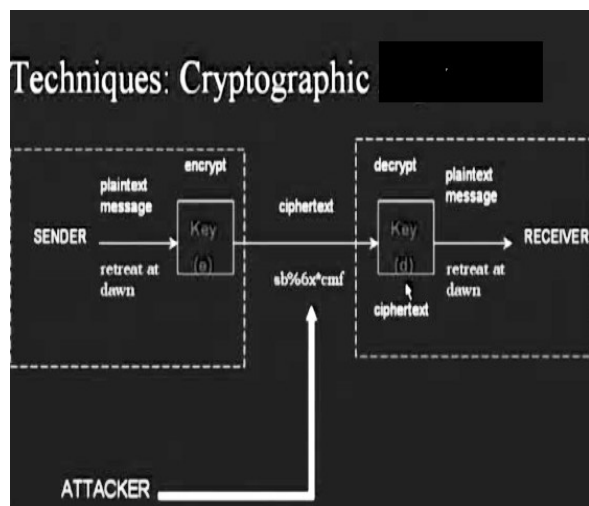 Techniques: Cryptographic
encrypt
decrypt
plaintext
message
ciphertext
plaintext
message
SENDER
Key
(e)
Key
(d)
RECEIVER
retreat at
dawn
sb%6x*cmf
retreat at
dawn
ciphertext
ATTACKER